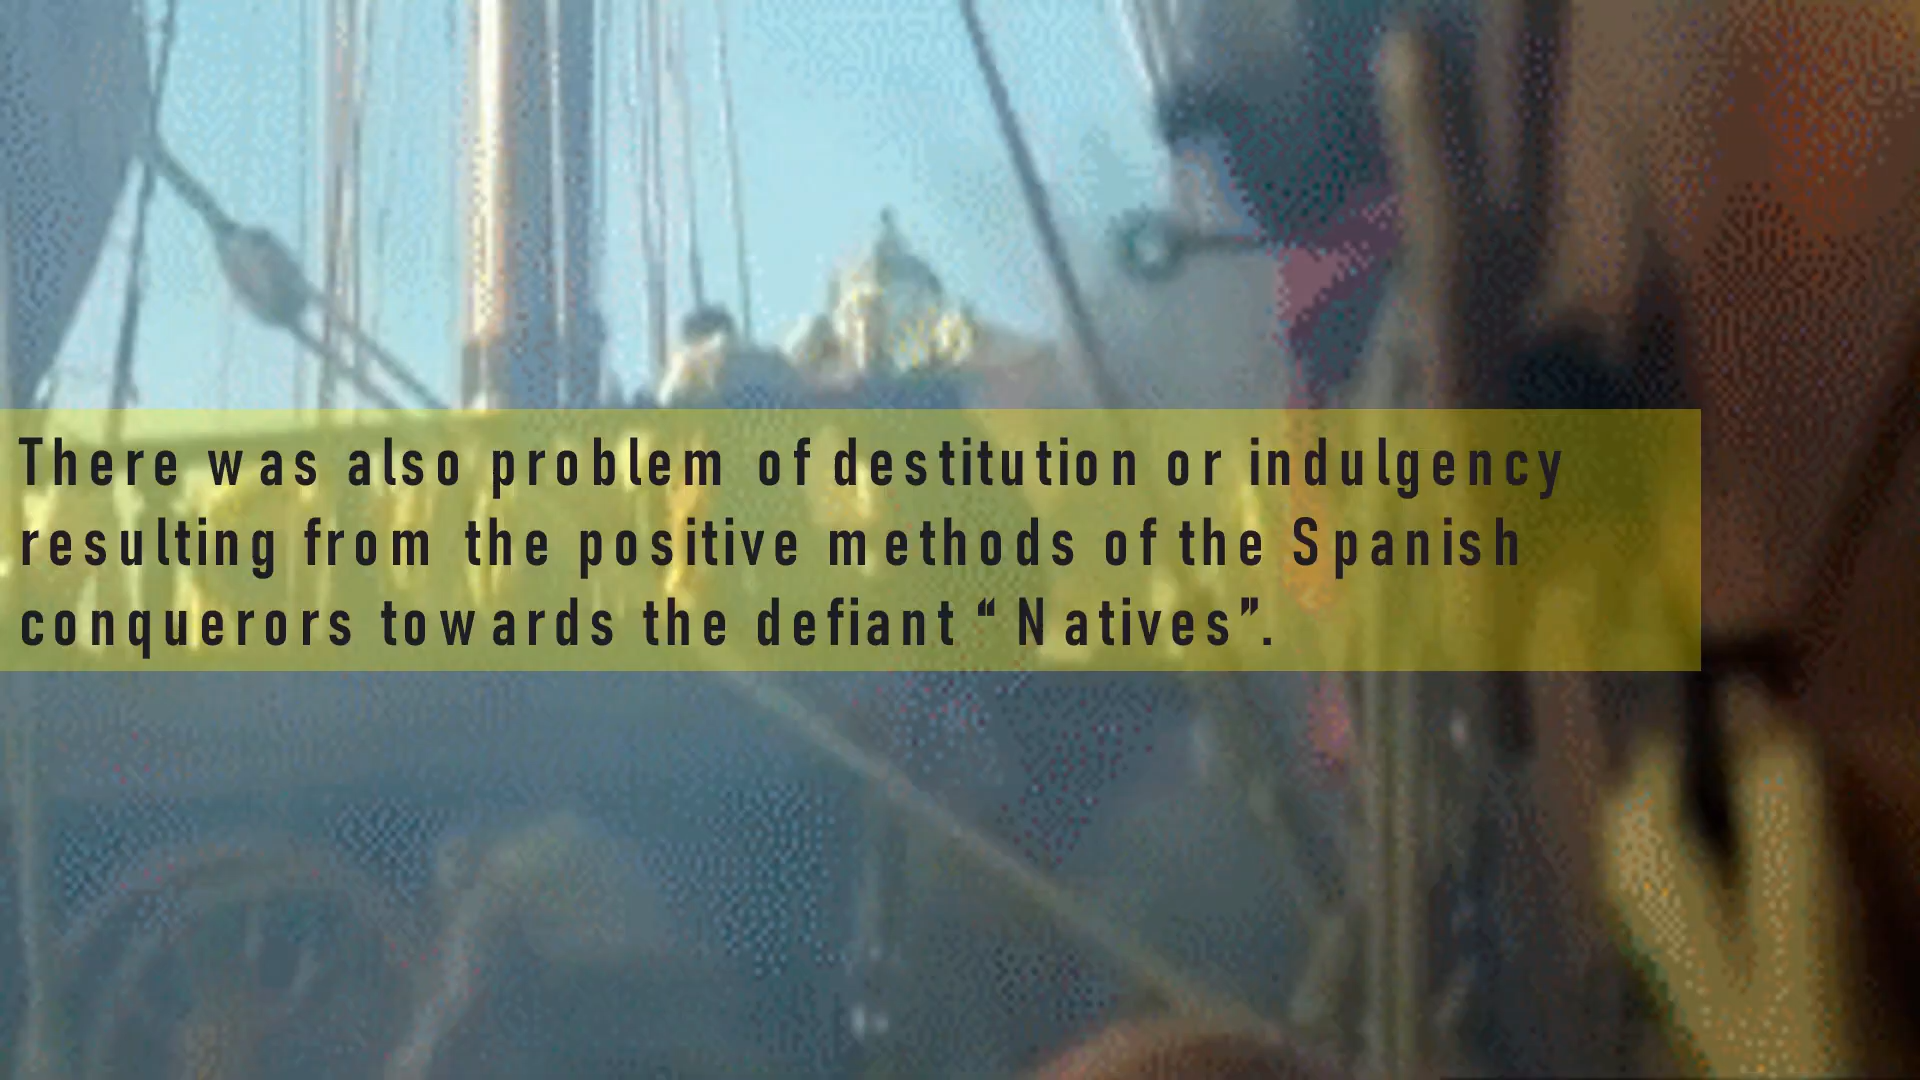 There was also problem of destitution or indulgency
resulting from the positive methods of the Spanish
conquerors towards the defiant “Natives”.